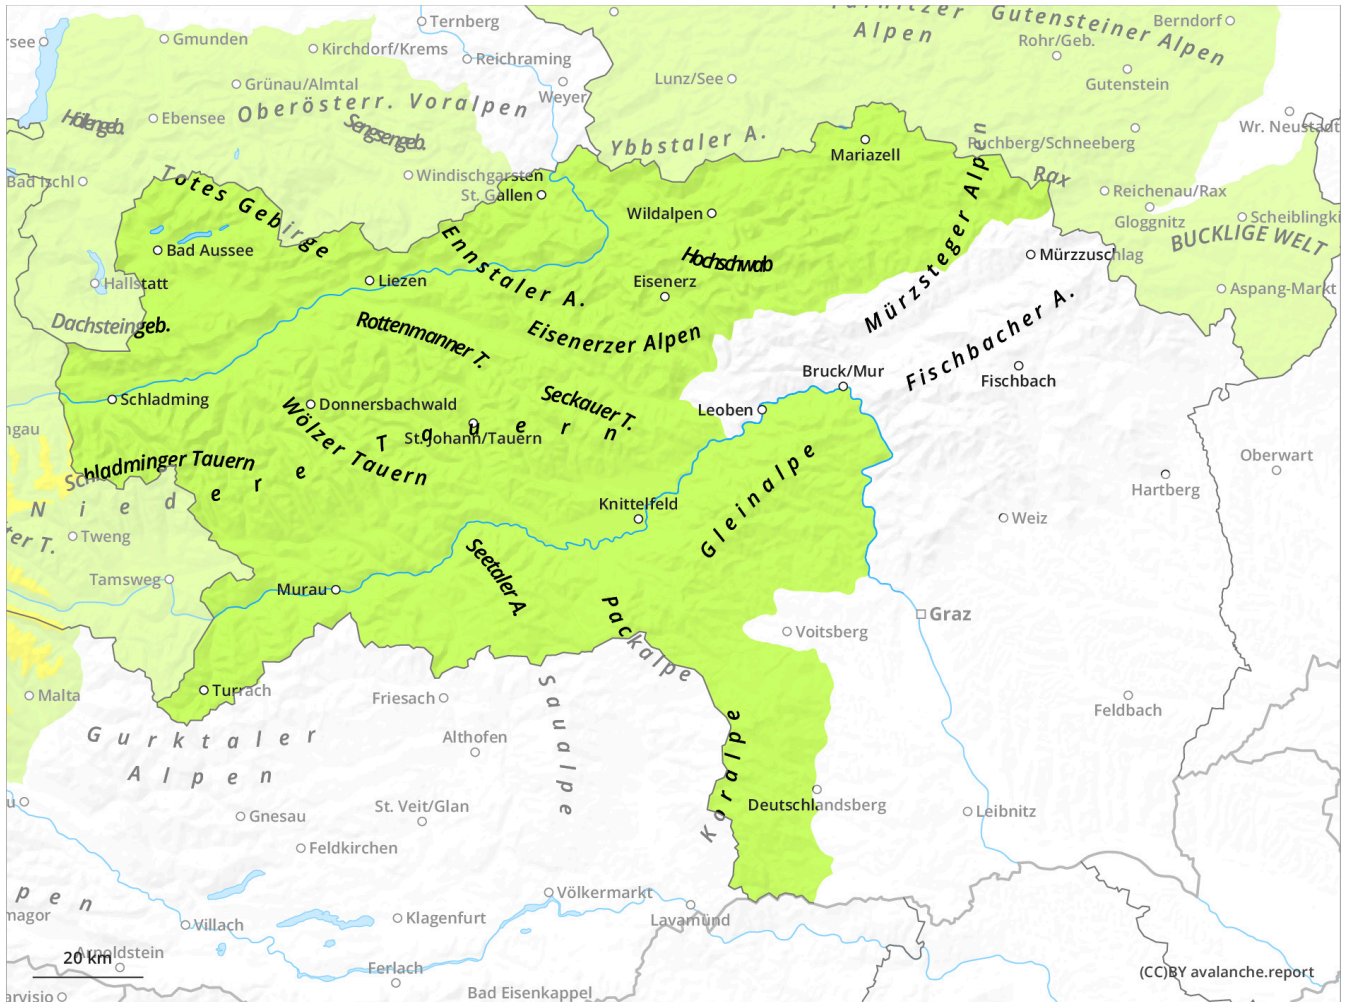 Ternberg
Gutensteiner Alpen
Berndorf
Gmunden
Kirchdorf/Krems
Alpen
Rohr/Geb.
Reichraming
Grünau/Almtal
Lunz/See
Gutenstein
Weyer
Oberösterr. Voralpen
Ebensee
Sengsengeb.
Wr. Neustadt
Ybbstaler A.
Mariazell
Puchberg/Schneeberg
Bad Ischl
Totes Gebirge
Windischgarsten
St. Gallen
Rax
Reichenau/Rax
Wildalpen
Gloggnitz
Scheiblingki
BUCKLIGE WELT
Bad Aussee
Ennstaler A.
Hochschwab
Mürzsteger Alpen
Mürzzuschlag
Hallstatt
Liezen
Eisenerz
Aspang-Markt
Dachsteingeb.
Rottenmanner T.
Eisenerzer Alpen
Fischbacher A.
Bruck/Mur
Fischbach
Schladming
Donnersbachwald
Seckauer T.
Leoben
ngau
Wölzer Tauern
St. Johann/Tauern
Schladminger Tauern
Niedere Tauern
Gleinalpe
Oberwart
Hartberg
Knittelfeld
Weiz
ter T.
Tweng
Tamsweg
Seetaler A.
Murau
Packalpe
Graz
Voitsberg
Malta
Turrach
Friesach
Saualpe
Feldbach
Gurktaler
Alpen
Althofen
Koralpe
St. Veit/Glan
Deutschlandsberg
Gnesau
Leibnitz
Feldkirchen
pen
Völkermarkt
magor
Villach
Klagenfurt
Lavamünd
Arnoldstein
20 km
Ferlach
(CC)BY avalanche.report
arvisio
Bad Eisenkappel